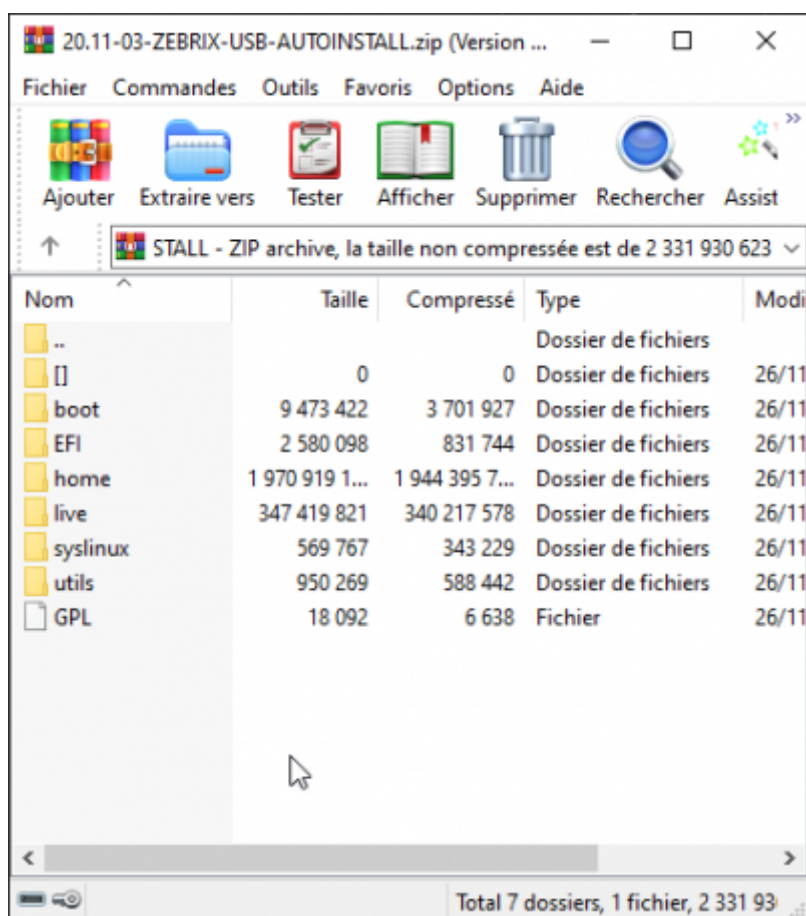 20.11-03-ZEBRIX-USB-AUTOINSTALL.zip (Version ...
Fichier Commandes Outils Favoris Options Aide
Ajouter Extraire vers Tester Afficher Supprimer Rechercher Assist
STALL - ZIP archive, la taille non compressée est de 2 331 930 623
Nom Taille Compressé Type Modi
.. Dossier de fichiers
[] 0 0 Dossier de fichiers 26/11
boot 9 473 422 3 701 927 Dossier de fichiers 26/11
EFI 2 580 098 831 744 Dossier de fichiers 26/11
home 1 970 919 1... 1 944 395 7... Dossier de fichiers 26/11
live 347 419 821 340 217 578 Dossier de fichiers 26/11
syslinux 569 767 343 229 Dossier de fichiers 26/11
utils 950 269 588 442 Dossier de fichiers 26/11
GPL 18 092 6 638 Fichier 26/11
Total 7 dossiers, 1 fichier, 2 331 93